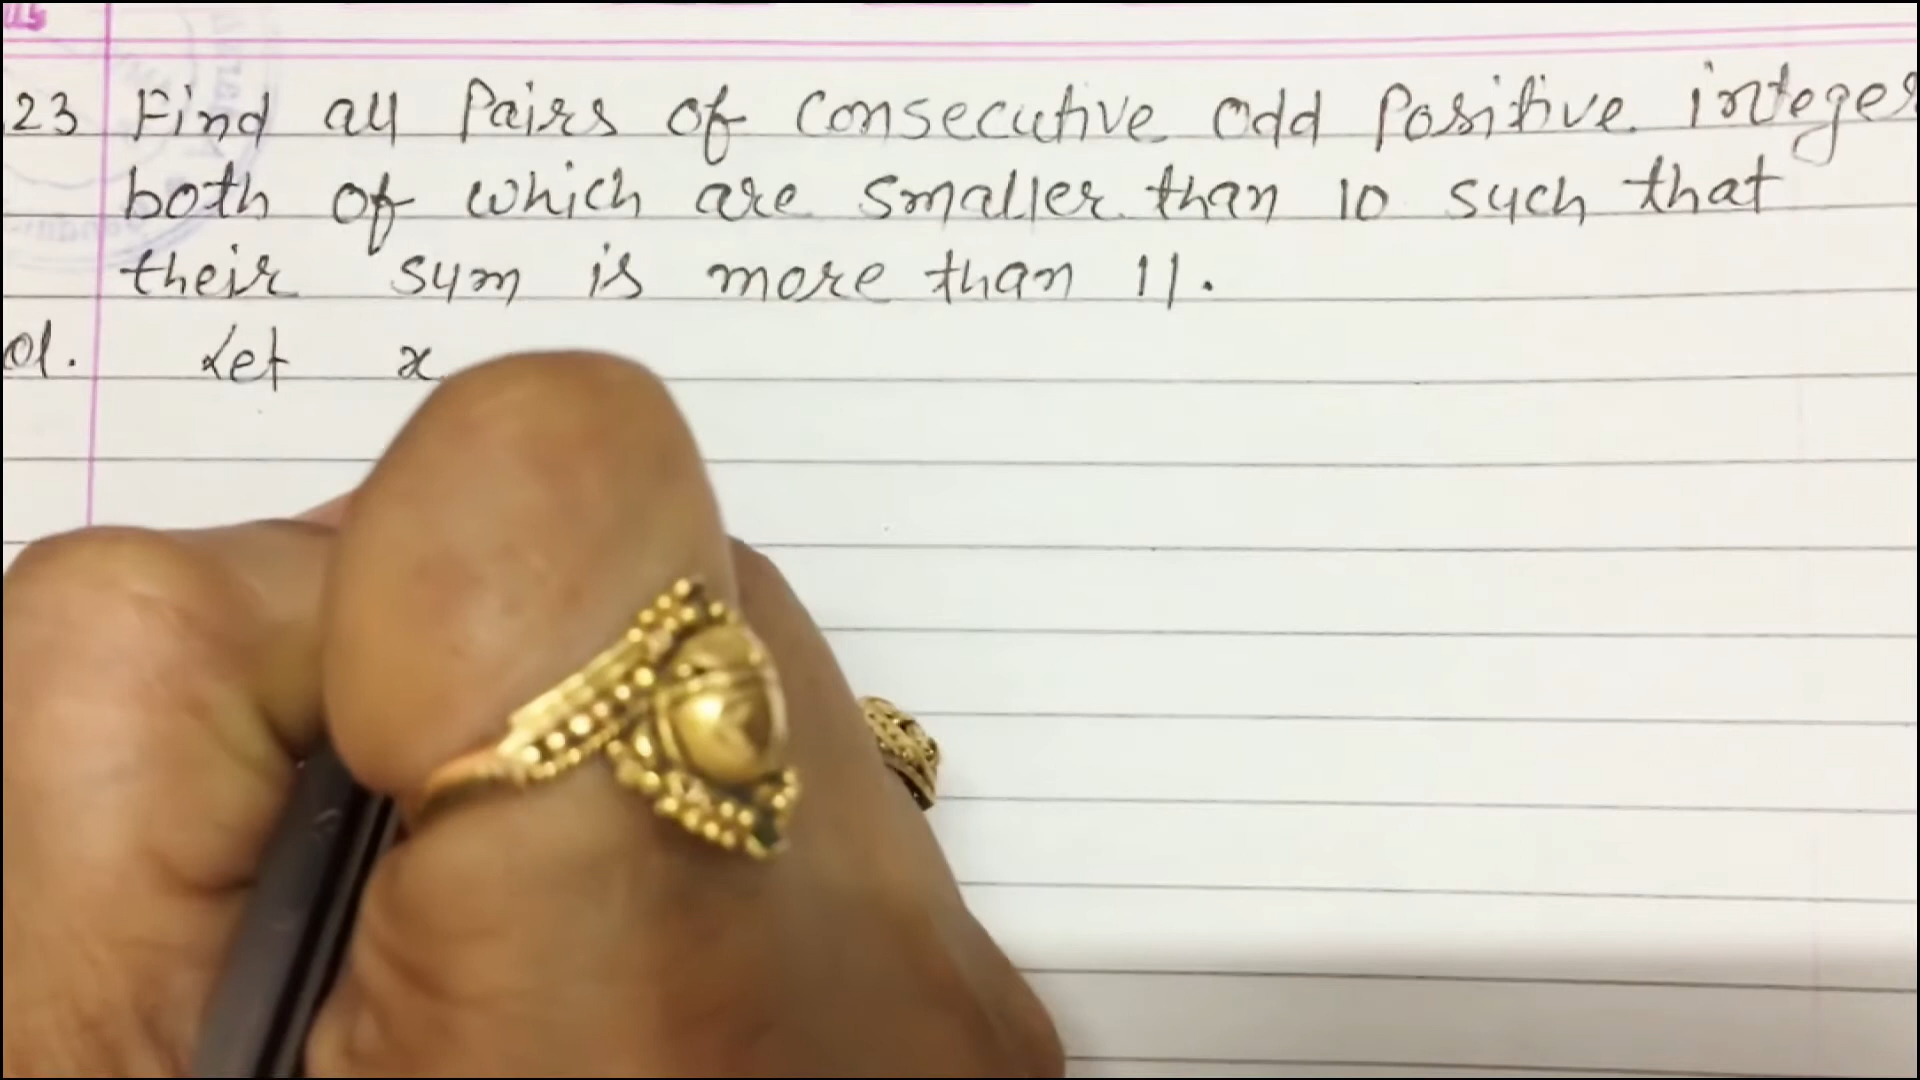 23 Find all Pairs of Consecutive odd Positive integer
both of which are smaller than 10 such that
their sum is more than 11.
ol. Let x